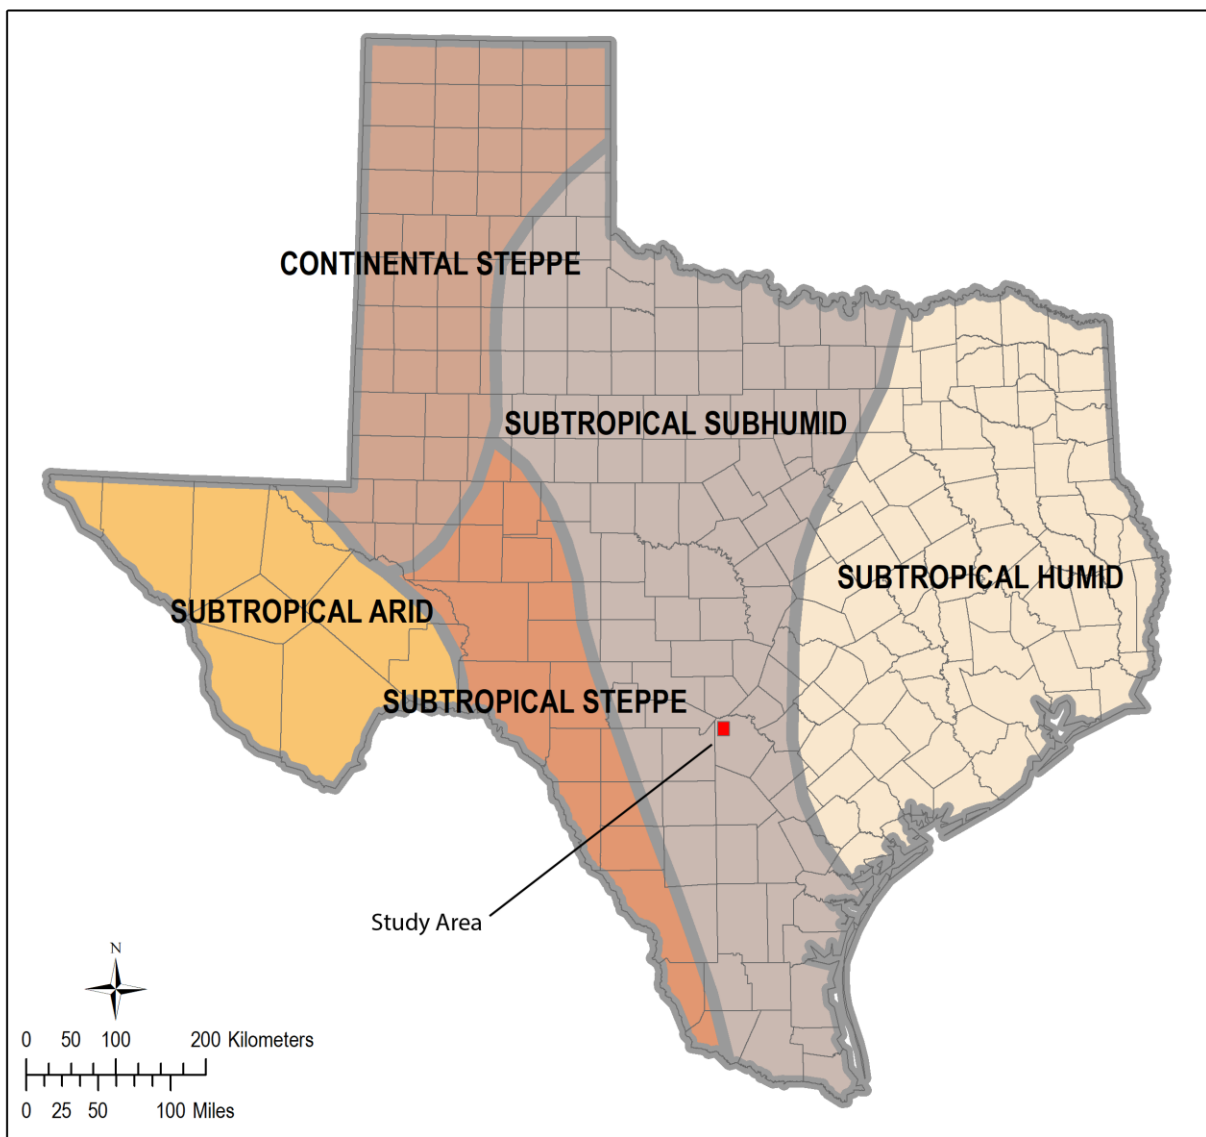 CONTINENTAL STEPPE
SUBTROPICAL SUBHUMID
SUBTROPICAL HUMID
SUBTROPICAL ARID
SUBTROPICAL STEPPE
Study Area
N
0 50 100 200 Kilometers
0 25 50 100 Miles